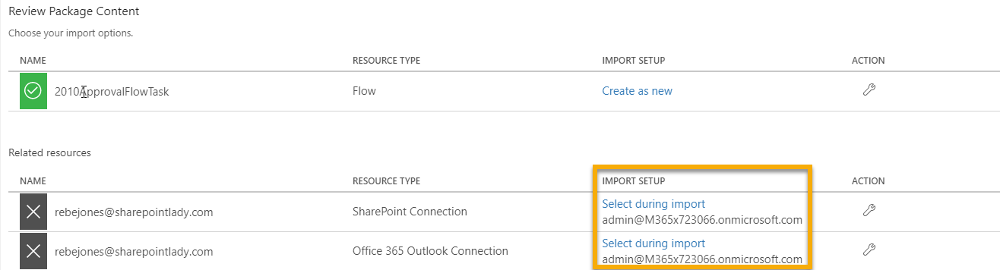 Review Package Content
Choose your import options.
NAME RESOURCE TYPE IMPORT SETUP ACTION
2010ApprovalFlowTask Flow Create as new
Related resources
NAME RESOURCE TYPE IMPORT SETUP ACTION
rebejones@sharepointlady.com SharePoint Connection Select during import
admin@M365x723066.onmicrosoft.com
rebejones@sharepointlady.com Office 365 Outlook Connection Select during import
admin@M365x723066.onmicrosoft.com